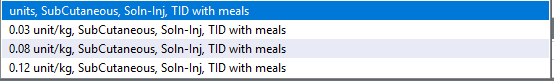 units, SubCutaneous, Soln-Inj, TID with meals
0.03 unit/kg, SubCutaneous, Soln-Inj, TID with meals
0.08 unit/kg, SubCutaneous, Soln-Inj, TID with meals
0.12 unit/kg, SubCutaneous, Soln-Inj, TID with meals